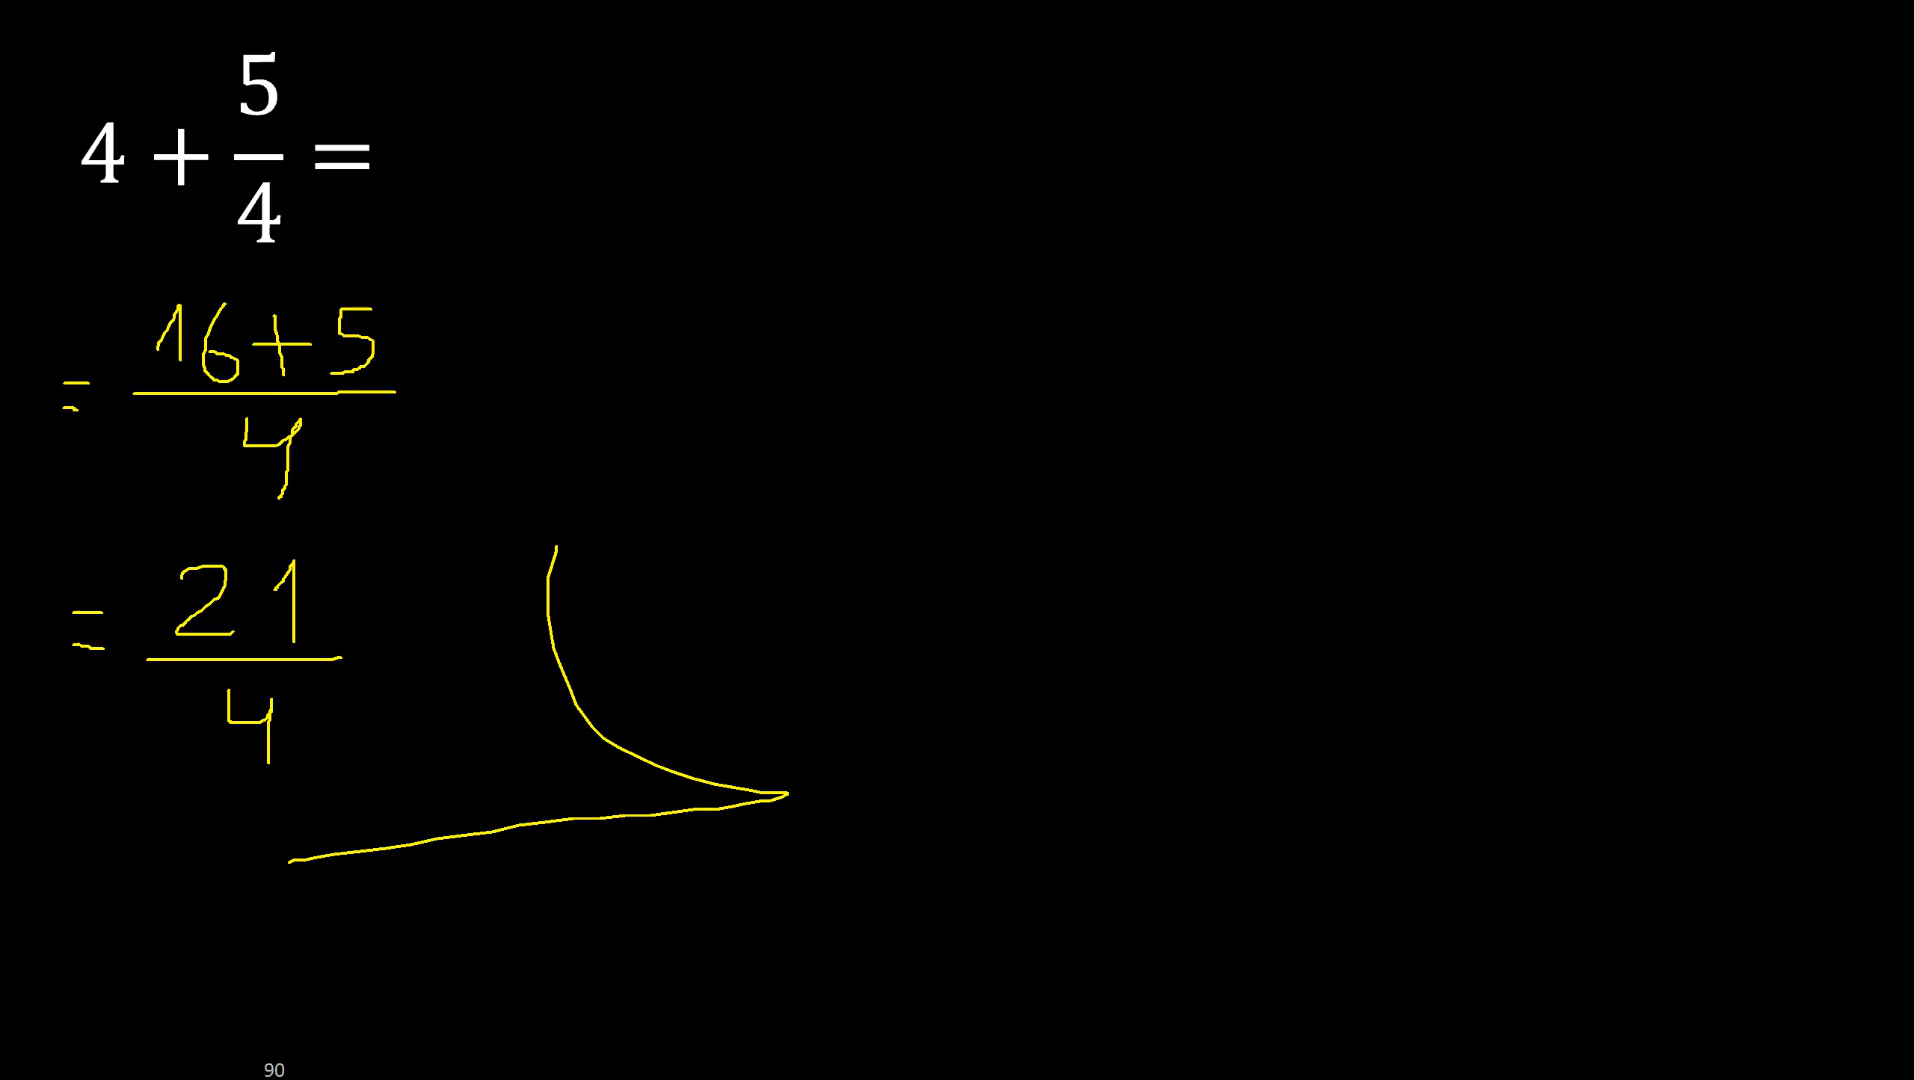 4 + 5/4 =
= 16+5/4
= 21/4
90